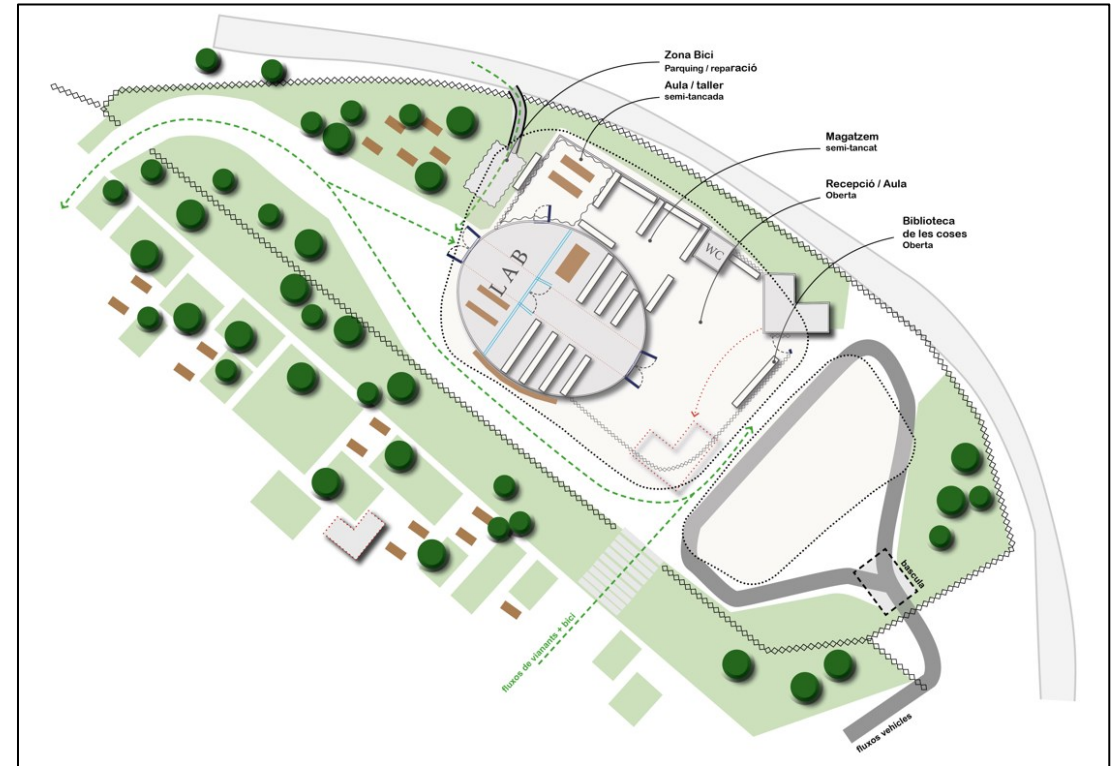 Zona Bici
Parquing / reparació
Aula / taller
semi-tancada
Magatzem
semi-tancat
Recepció / Aula
Oberta
Biblioteca
de les coses
Oberta
WC
LAB
bascula
fluxos de vianants + bici
fluxos vehicles